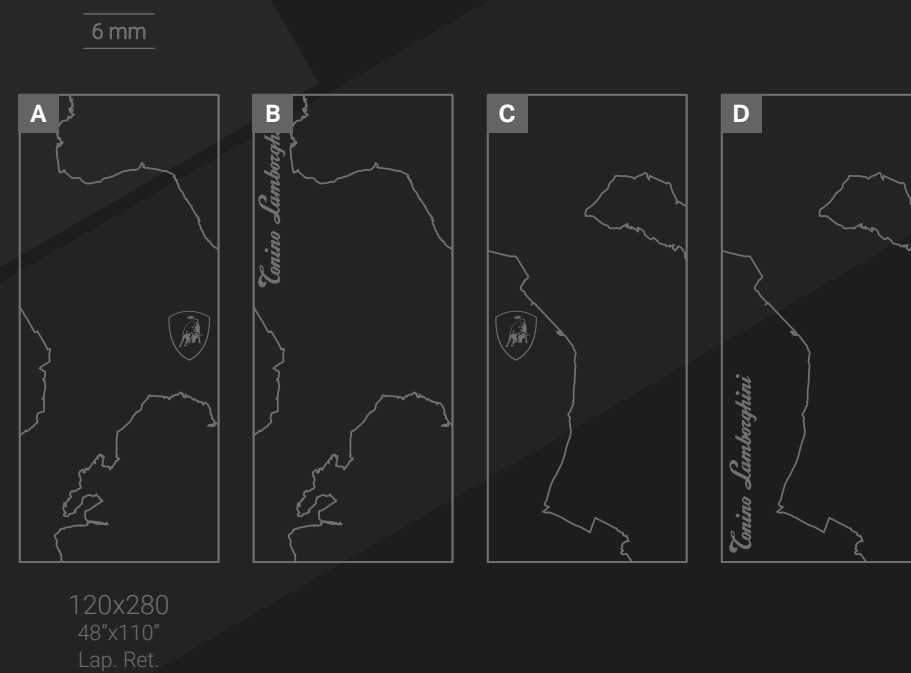 6 mm
A
B
C
D
Tonino Lamborgh
Tonino Lamborghini
120x280
48”x110”
Lap. Ret.